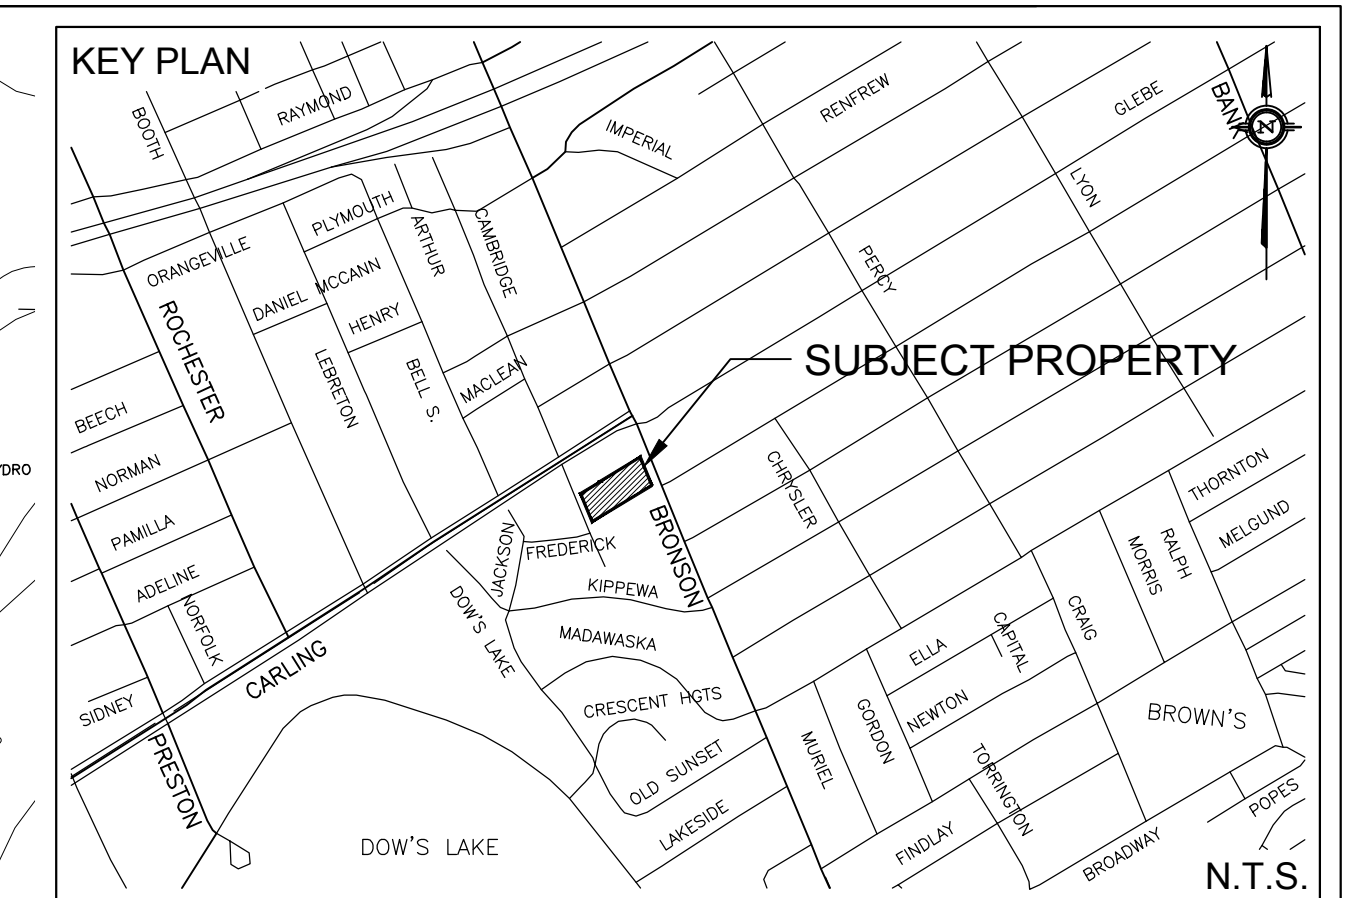 KEY PLAN
BOOTH
RAYMOND
IMPERIAL
RENFREW
GLEBE
BANK
N
LYON
PERCY
PLYMOUTH
ARTHUR
CAMBRIDGE
ORANGEVILLE
DANIEL MCCANN
HENRY
ROCHESTER
LEBRETON
BELL S.
MACLEAN
SUBJECT PROPERTY
BEECH
NORMAN
PAMILLA
ADELINE
NORFOLK
SIDNEY
PRESTON
CARLING
JACKSON
FREDERICK
KIPPEWA
BRONSON
CHRYSLER
DOW'S LAKE
MADAWASKA
CRESCENT HGTS
OLD SUNSET
LAKESIDE
DOW'S LAKE
THORNTON
MELGUND
RALPH
MORRIS
CRAIG
CAPITAL
ELLA
NEWTON
GORDON
MURIEL
TORRINGTON
FINDLAY
BROADWAY
BROWN'S
POPES
N.T.S.
YDRO